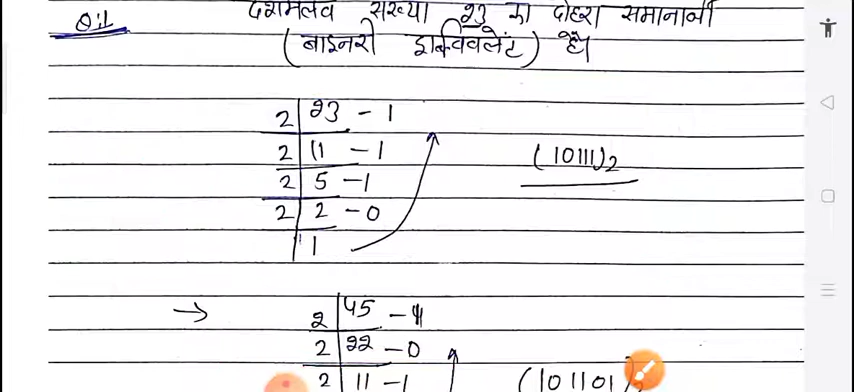 Q:1 दशमलव संख्या 23 का दोहरा समानार्ना
(बाइनरी इक्विवेलेंट) है।
2 23 - 1
2 11 - 1
2 5 - 1
2 2 - 0
1
(10111)2
→ 2 45 - 1
2 22 - 0
2 11 - 1
(101101)